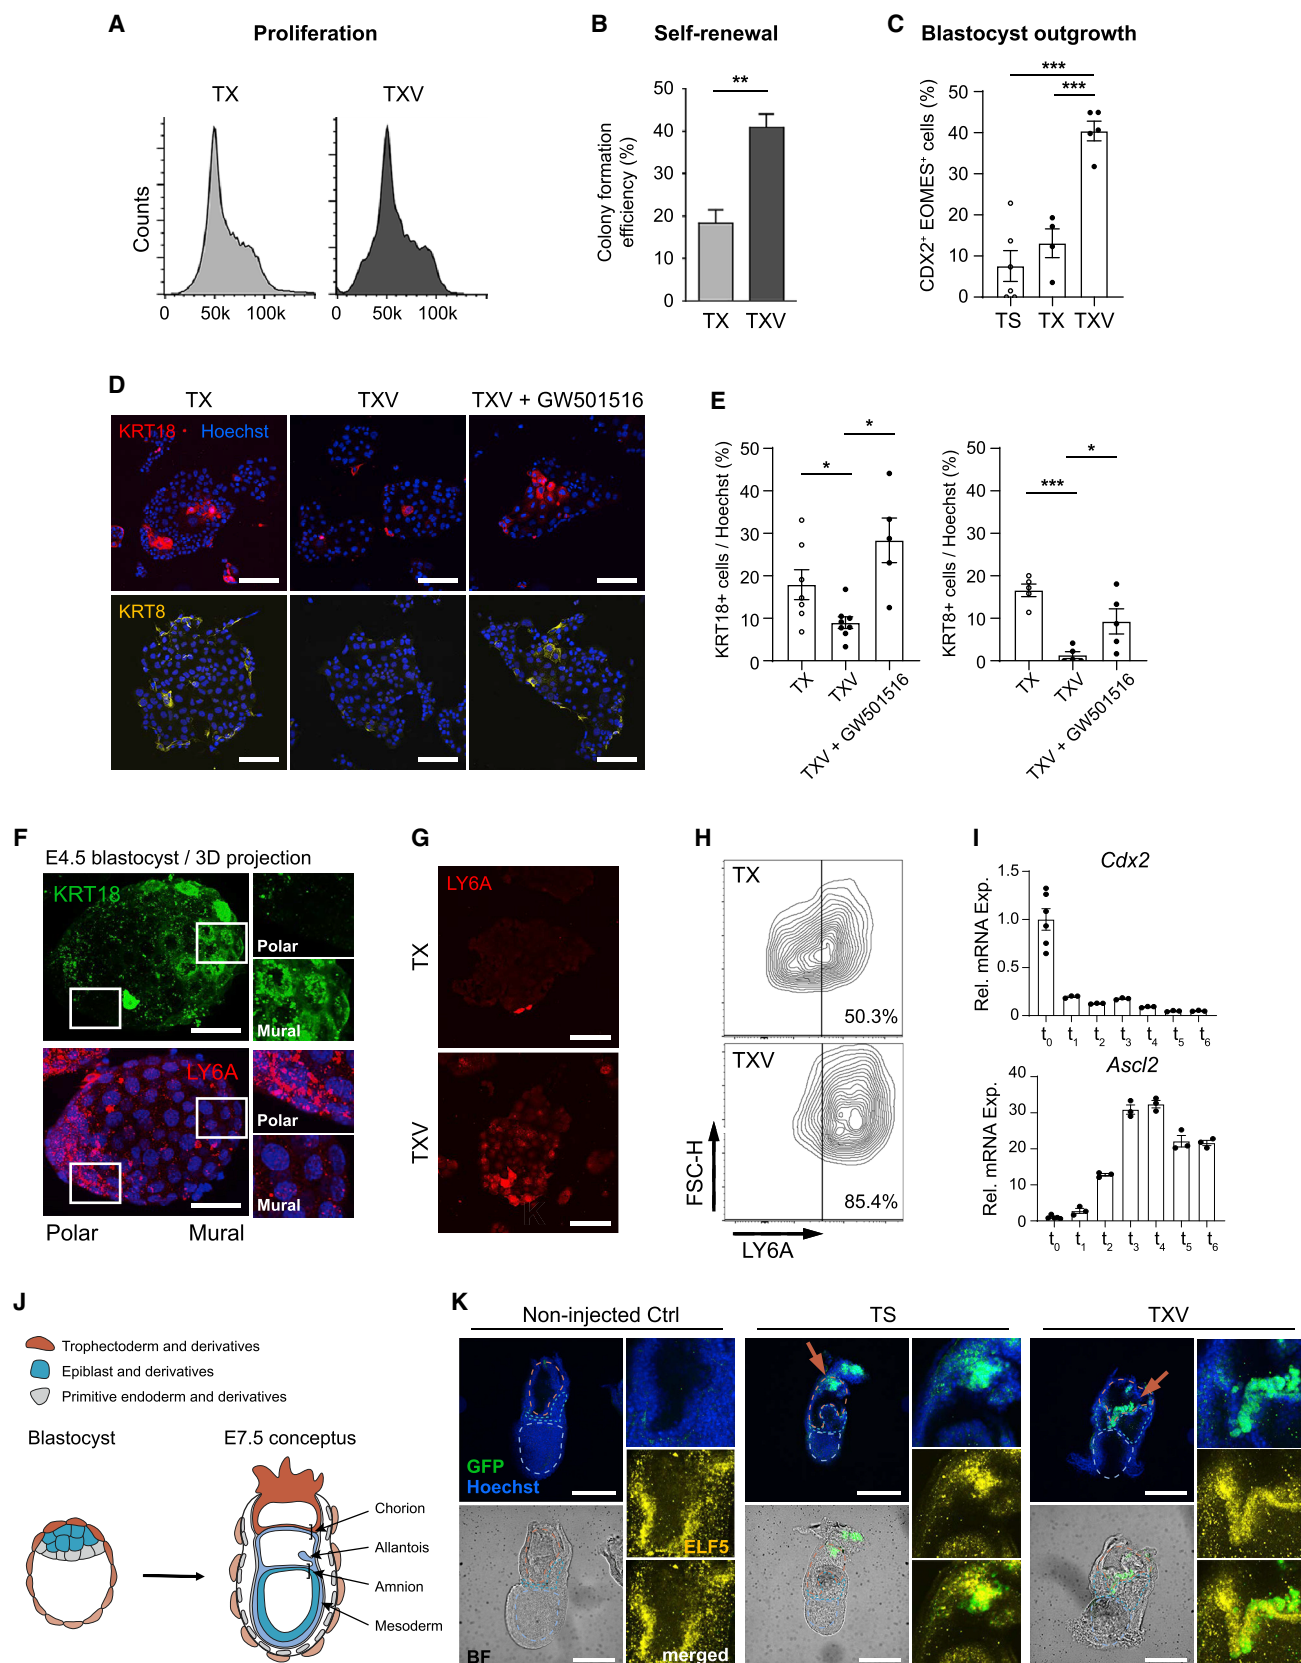 A
Proliferation
TX
TXV
Counts
0
50k
100k
0
50k
100k
B
Self-renewal
Colony formation
efficiency (%)
50
40
30
20
10
0
**
TX
TXV
C
Blastocyst outgrowth
CDX2+ EOMES+ cells (%)
50
40
30
20
10
0
***
***
TS
TX
TXV
D
TX
TXV
TXV + GW501516
KRT18
Hoechst
KRT8
E
KRT18+ cells / Hoechst (%)
50
40
30
20
10
0
*
*
TX
TXV
TXV + GW501516
KRT8+ cells / Hoechst (%)
50
40
30
20
10
0
***
*
TX
TXV
TXV + GW501516
F
E4.5 blastocyst / 3D projection
KRT18
Polar
Mural
LY6A
Polar
Mural
Polar
Mural
G
LY6A
TX
TXV
K
H
TX
50.3%
TXV
85.4%
FSC-H
LY6A
I
Cdx2
Rel. mRNA Exp.
1.5
1.0
0.5
0
t0
t1
t2
t3
t4
t5
t6
Ascl2
Rel. mRNA Exp.
40
30
20
10
0
t0
t1
t2
t3
t4
t5
t6
J
Trophectoderm and derivatives
Epiblast and derivatives
Primitive endoderm and derivatives
Blastocyst
E7.5 conceptus
Chorion
Allantois
Amnion
Mesoderm
K
Non-injected Ctrl
TS
TXV
GFP
Hoechst
ELF5
BF
merged